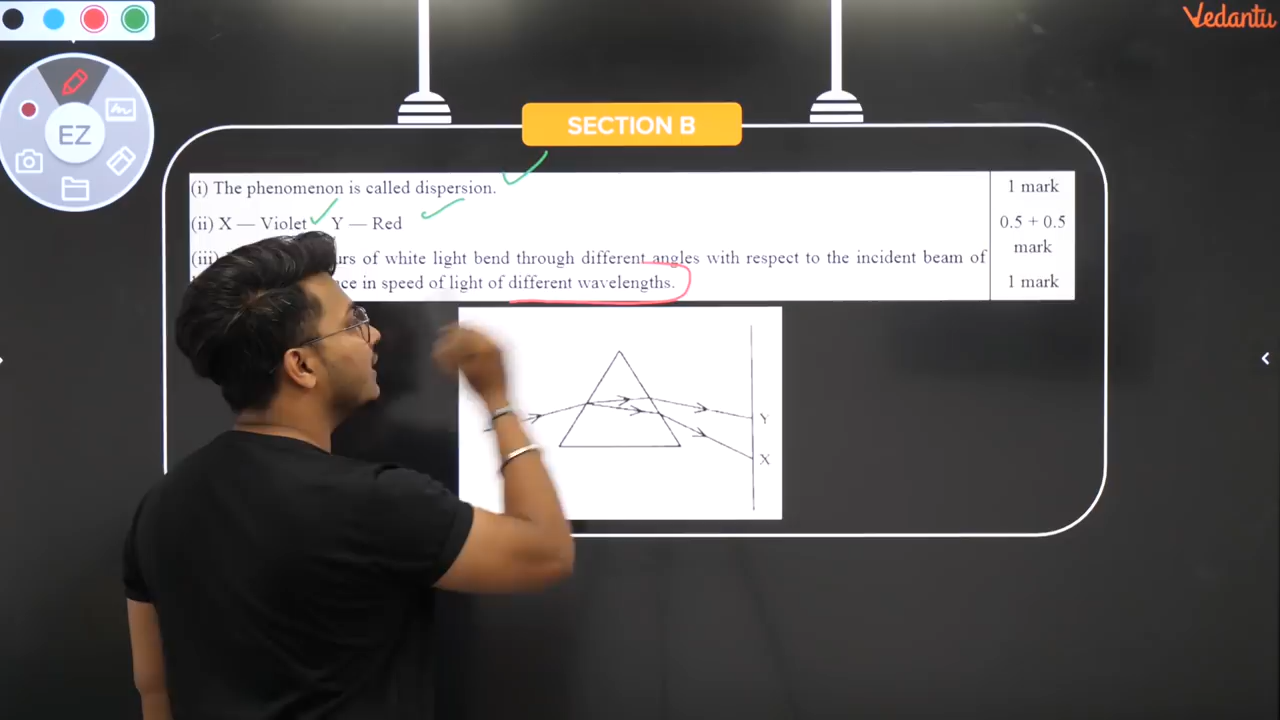 Vedantu
EZ
SECTION B
(i) The phenomenon is called dispersion. 1 mark
(ii) X — Violet Y — Red 0.5 + 0.5
mark
(iii) of white light bend through different angles with respect to the incident beam of
in speed of light of different wavelengths. 1 mark
Y
X